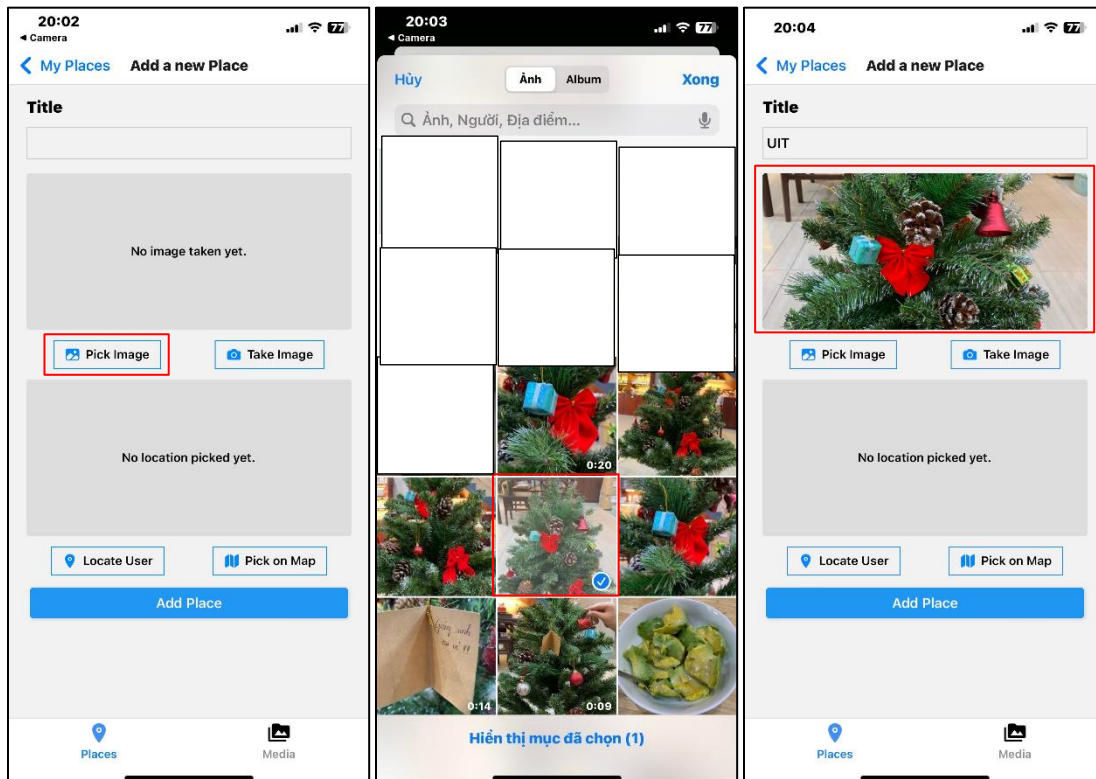 20:02
77
◄ Camera
My Places Add a new Place
Title
No image taken yet.
Pick Image Take Image
No location picked yet.
Locate User Pick on Map
Add Place
Places Media
20:03
77
◄ Camera
Hủy Ảnh Album Xong
Ảnh, Người, Địa điểm...
0:20
0:14 0:09
Hiển thị mục đã chọn (1)
20:04
77
My Places Add a new Place
Title
UIT
Pick Image Take Image
No location picked yet.
Locate User Pick on Map
Add Place
Places Media